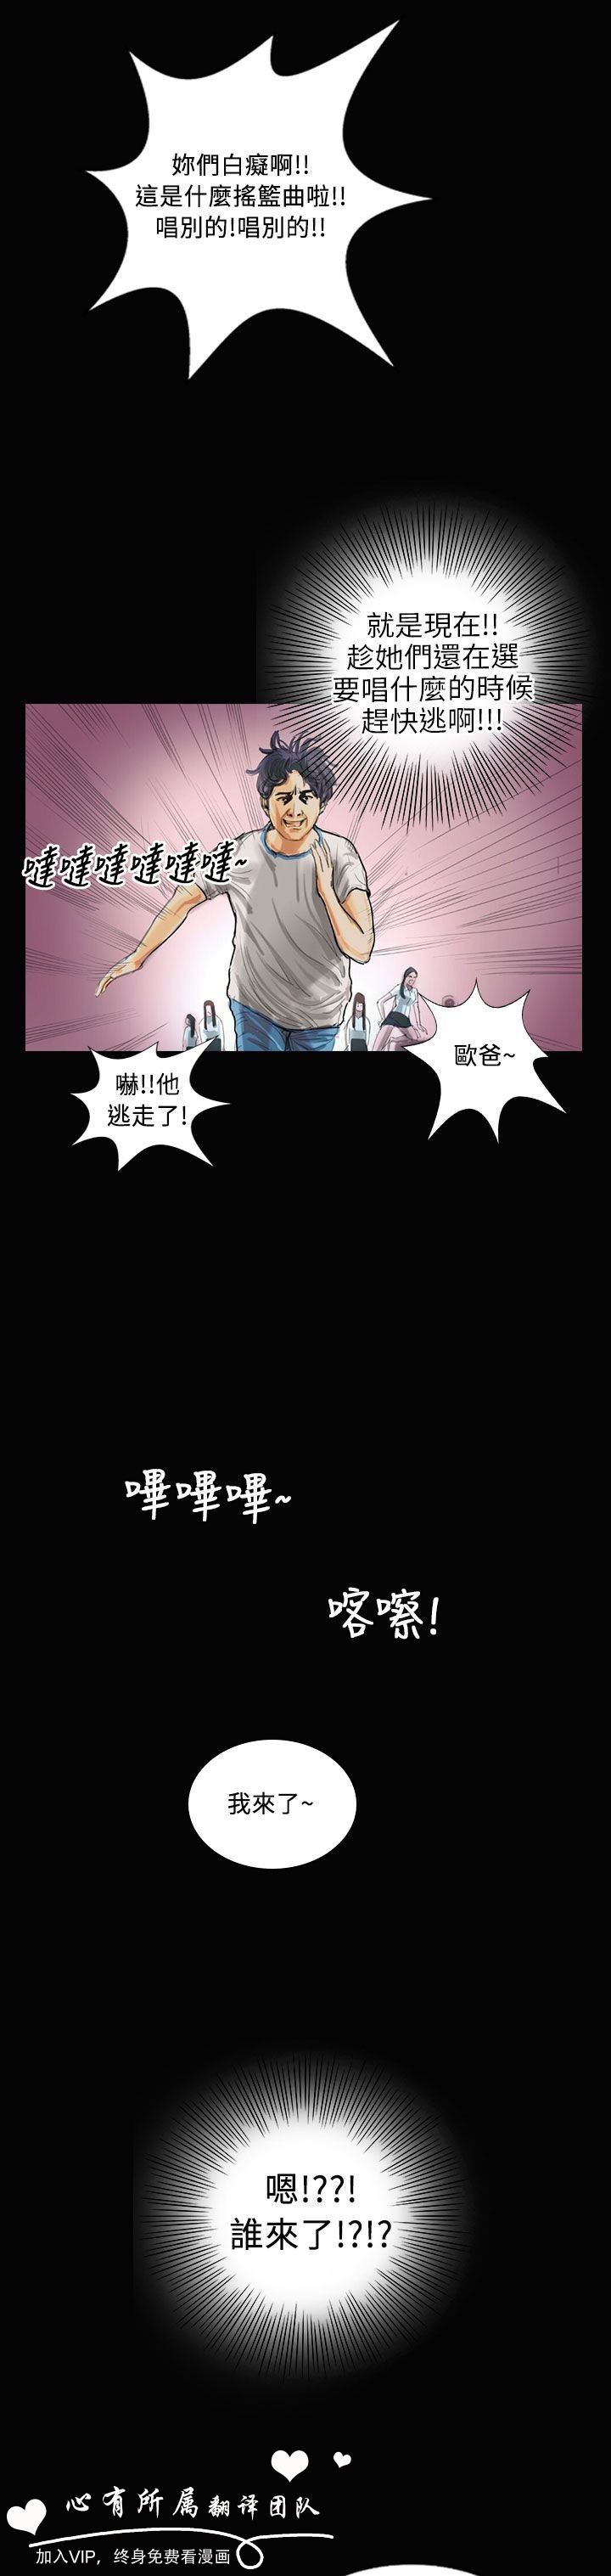 妳們白癡啊!!
這是什麼搖籃曲啦!!
唱別的!唱別的!!
就是現在!!
趁她們還在選
要唱什麼的時候
趕快逃啊!!!
噠噠噠噠噠噠~
歐爸~
嚇!!他
逃走了!
嗶嗶嗶~
喀嚓!
我來了~
嗯!??!
誰來了!?!?
心有所属翻译团队
加入VIP，终身免费看漫画